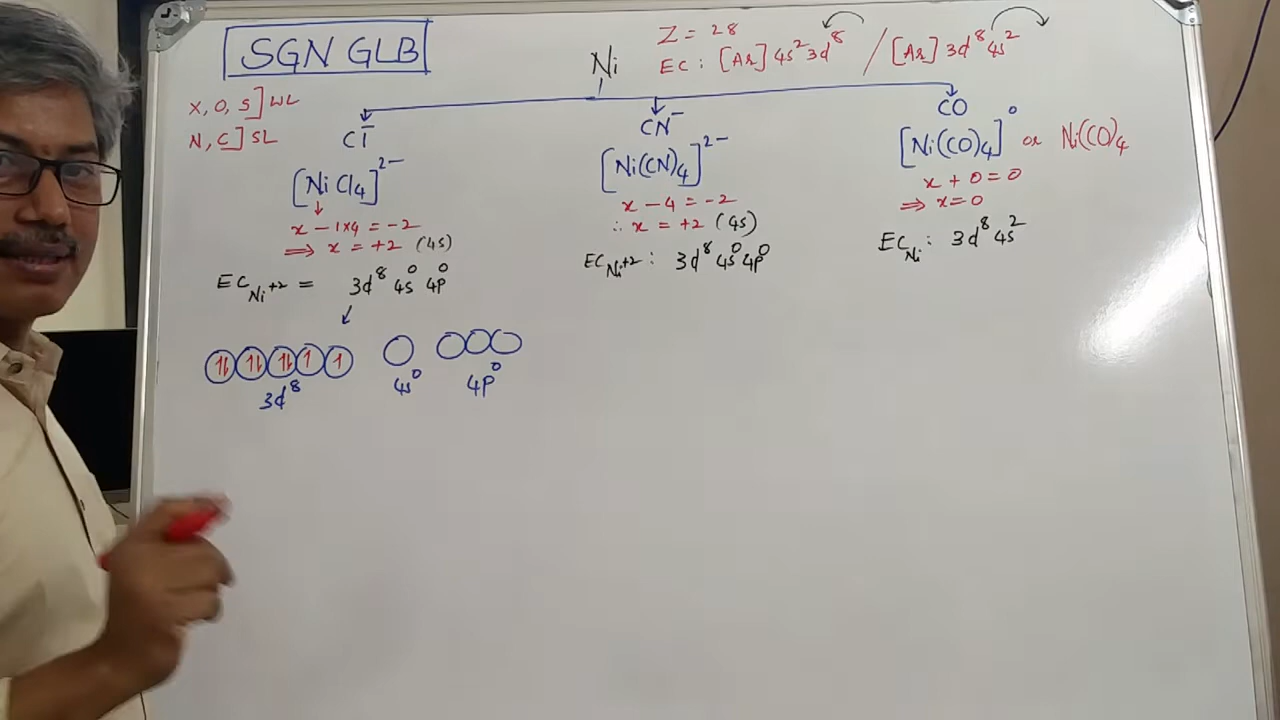 SGN GLB
Ni
Z = 28
EC : [Ar] 4s² 3d⁸ / [Ar] 3d⁸ 4s²
X, O, S] WL
N, C] SL
Cl⁻
[NiCl₄]²⁻
x - 1×4 = -2
⇒ x = +2 (4s)
EC Ni⁺² = 3d⁸ 4s⁰ 4p⁰
3d⁸ 4s⁰ 4p⁰
CN⁻
[Ni(CN)₄]²⁻
x - 4 = -2
∴ x = +2 (4s)
EC Ni⁺² : 3d⁸ 4s⁰ 4p⁰
CO
[Ni(CO)₄]⁰ or Ni(CO)₄
x + 0 = 0
⇒ x = 0
EC Ni : 3d⁸ 4s²